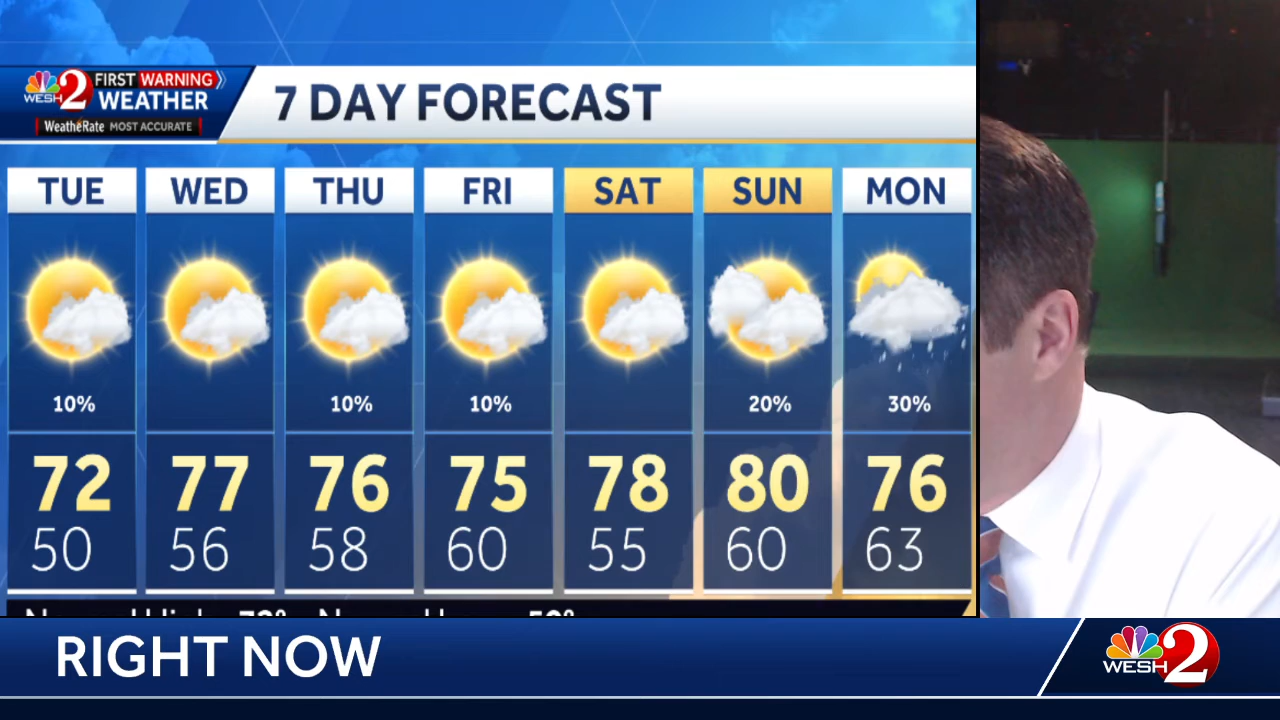 WESH 2 FIRST WARNING
WEATHER
WeatheRate MOST ACCURATE
7 DAY FORECAST
TUE WED THU FRI SAT SUN MON
10% 10% 10% 20% 30%
72 77 76 75 78 80 76
50 56 58 60 55 60 63
RIGHT NOW
WESH 2